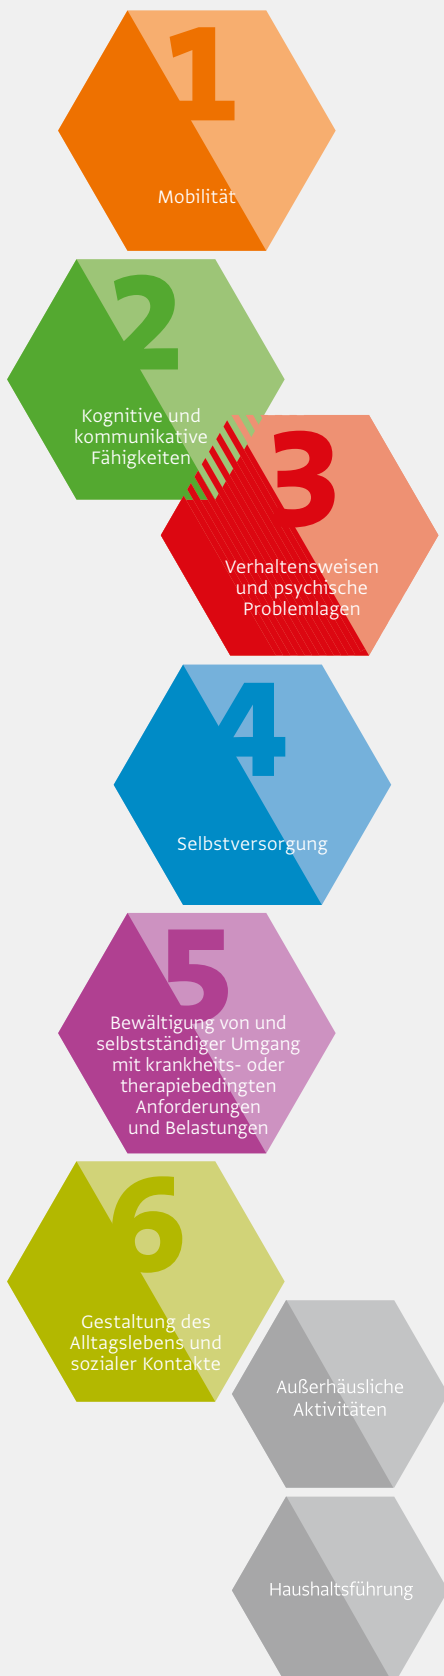 1
Mobilität
2
Kognitive und
kommunikative
Fähigkeiten
3
Verhaltensweisen
und psychische
Problemlagen
4
Selbstversorgung
5
Bewältigung von und
selbstständiger Umgang
mit krankheits- oder
therapiebedingten
Anforderungen
und Belastungen
6
Gestaltung des
Alltagslebens und
sozialer Kontakte
Außerhäusliche
Aktivitäten
Haushaltsführung